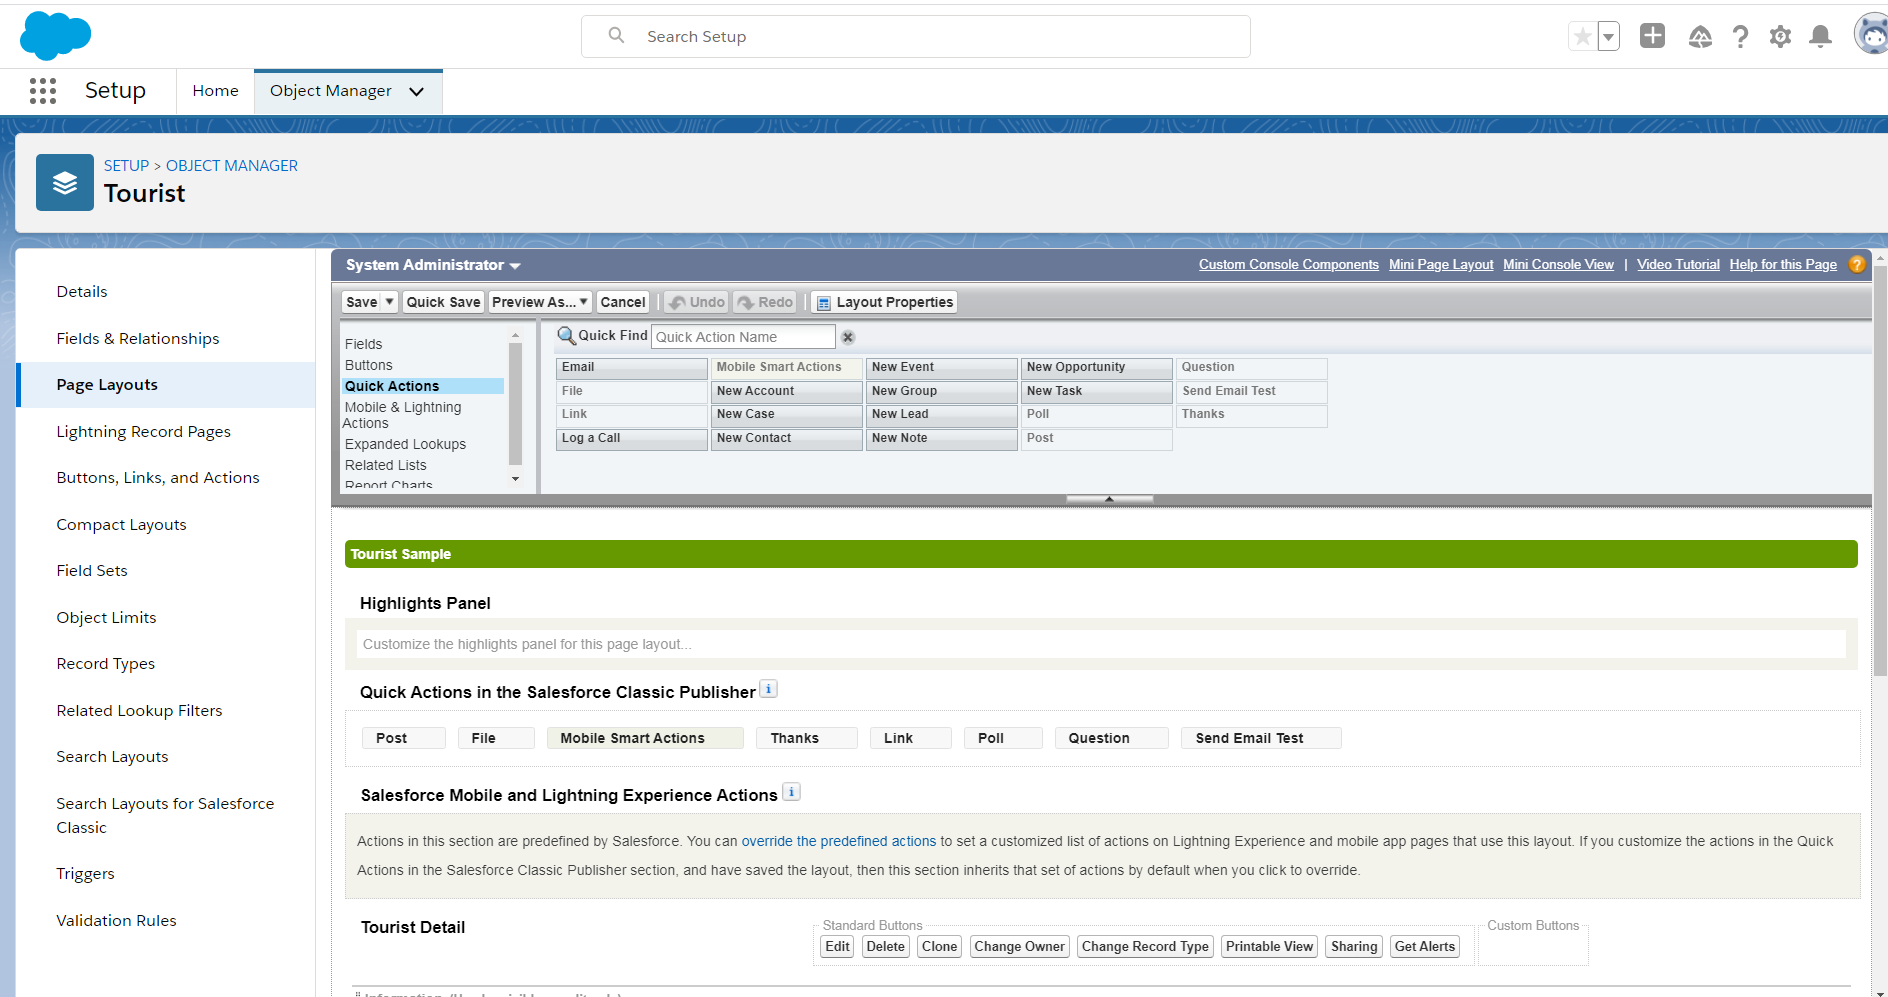 Search Setup
Setup
Home
Object Manager
SETUP > OBJECT MANAGER
Tourist
Details
Fields & Relationships
Page Layouts
Lightning Record Pages
Buttons, Links, and Actions
Compact Layouts
Field Sets
Object Limits
Record Types
Related Lookup Filters
Search Layouts
Search Layouts for Salesforce
Classic
Triggers
Validation Rules
System Administrator
Custom Console Components Mini Page Layout Mini Console View | Video Tutorial Help for this Page ?
Save Quick Save Preview As... Cancel Undo Redo Layout Properties
Fields
Buttons
Quick Actions
Mobile & Lightning
Actions
Expanded Lookups
Related Lists
Report Charts
Quick Find Quick Action Name
Email Mobile Smart Actions New Event New Opportunity Question
File New Account New Group New Task Send Email Test
Link New Case New Lead Poll Thanks
Log a Call New Contact New Note Post
Tourist Sample
Highlights Panel
Customize the highlights panel for this page layout...
Quick Actions in the Salesforce Classic Publisher i
Post File Mobile Smart Actions Thanks Link Poll Question Send Email Test
Salesforce Mobile and Lightning Experience Actions i
Actions in this section are predefined by Salesforce. You can override the predefined actions to set a customized list of actions on Lightning Experience and mobile app pages that use this layout. If you customize the actions in the Quick
Actions in the Salesforce Classic Publisher section, and have saved the layout, then this section inherits that set of actions by default when you click to override.
Tourist Detail
Standard Buttons
Edit Delete Clone Change Owner Change Record Type Printable View Sharing Get Alerts
Custom Buttons